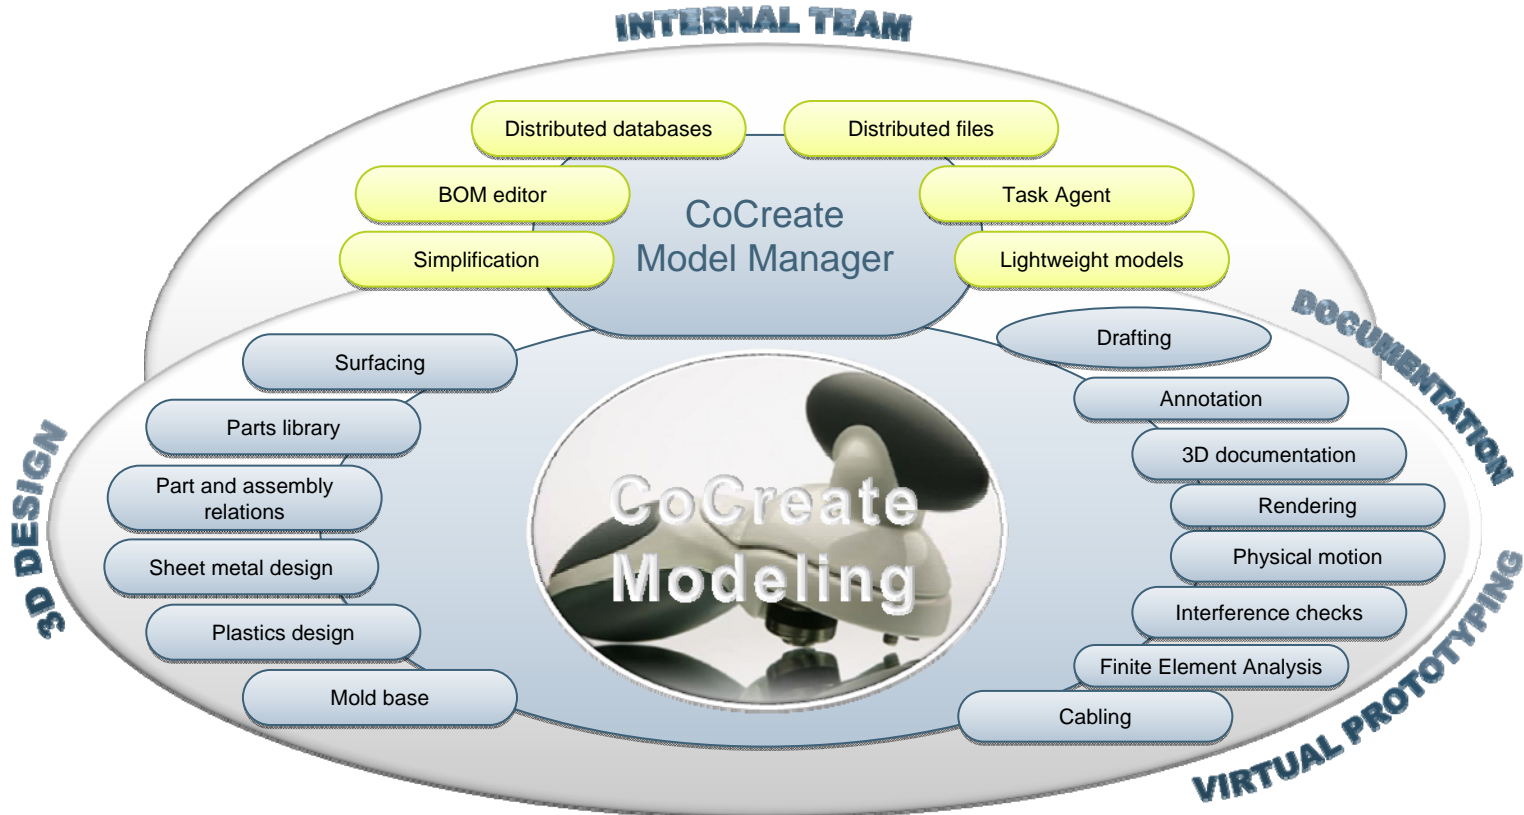 INTERNAL TEAM
Distributed databases
Distributed files
BOM editor
Task Agent
CoCreate
Model Manager
Simplification
Lightweight models
DOCUMENTATION
Drafting
Surfacing
Annotation
Parts library
3D documentation
3D DESIGN
Part and assembly
relations
Rendering
CoCreate
Modeling
Physical motion
Sheet metal design
Interference checks
Plastics design
Finite Element Analysis
Mold base
Cabling
VIRTUAL PROTOTYPING